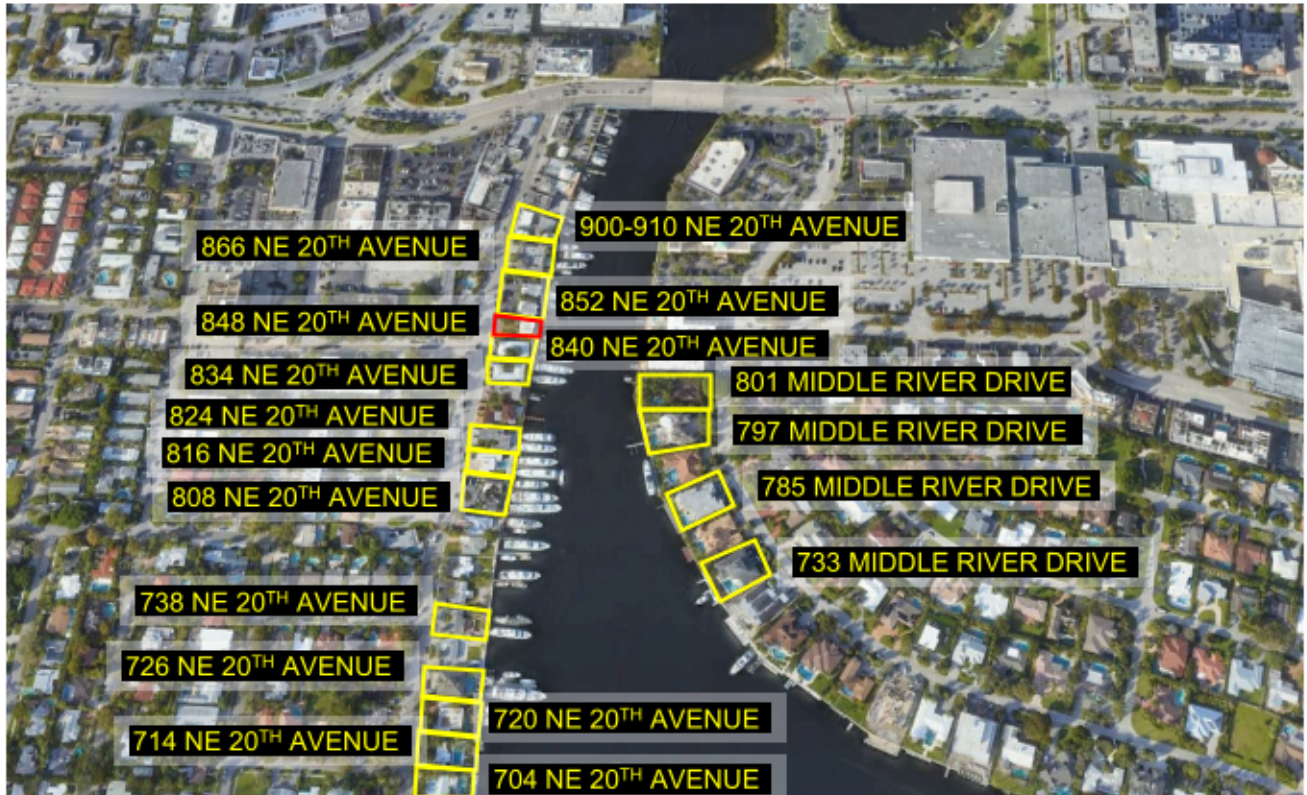 900-910 NE 20TH AVENUE
866 NE 20TH AVENUE
852 NE 20TH AVENUE
848 NE 20TH AVENUE
840 NE 20TH AVENUE
834 NE 20TH AVENUE
801 MIDDLE RIVER DRIVE
824 NE 20TH AVENUE
797 MIDDLE RIVER DRIVE
816 NE 20TH AVENUE
785 MIDDLE RIVER DRIVE
808 NE 20TH AVENUE
733 MIDDLE RIVER DRIVE
738 NE 20TH AVENUE
726 NE 20TH AVENUE
720 NE 20TH AVENUE
714 NE 20TH AVENUE
704 NE 20TH AVENUE